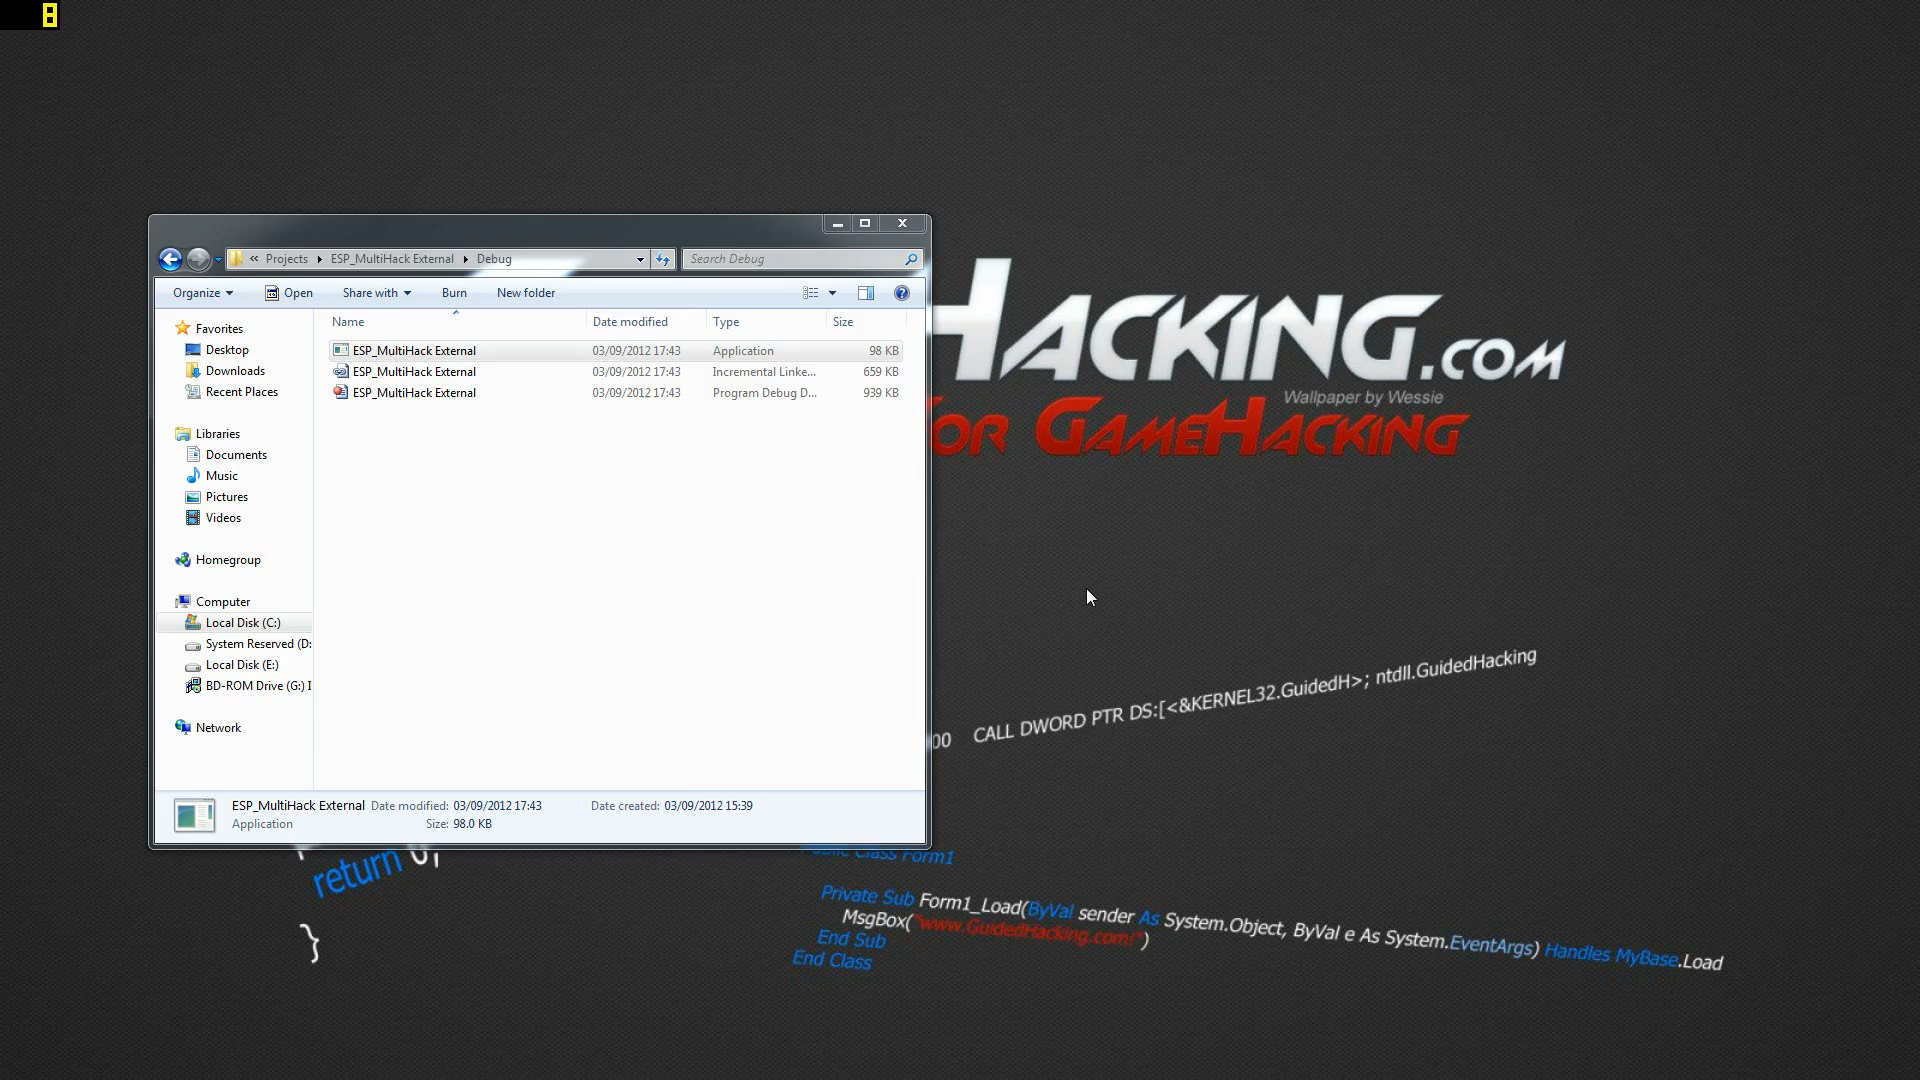 8
« Projects ▸ ESP_MultiHack External ▸ Debug
Search Debug
Organize Open Share with Burn New folder
Name Date modified Type Size
ESP_MultiHack External 03/09/2012 17:43 Application 98 KB
ESP_MultiHack External 03/09/2012 17:43 Incremental Linke... 659 KB
ESP_MultiHack External 03/09/2012 17:43 Program Debug D... 939 KB
Favorites
Desktop
Downloads
Recent Places
Libraries
Documents
Music
Pictures
Videos
Homegroup
Computer
Local Disk (C:)
System Reserved (D:
Local Disk (E:)
BD-ROM Drive (G:) I
Network
ESP_MultiHack External Date modified: 03/09/2012 17:43 Date created: 03/09/2012 15:39
Application Size: 98.0 KB
HACKING.COM
Wallpaper by Wessie
FOR GAMEHACKING
00 CALL DWORD PTR DS:[<&KERNEL32.GuidedH>; ntdll.GuidedHacking
return 0;
}
Public Class Form1
Private Sub Form1_Load(ByVal sender As System.Object, ByVal e As System.EventArgs) Handles MyBase.Load
MsgBox("www.GuidedHacking.com!")
End Sub
End Class